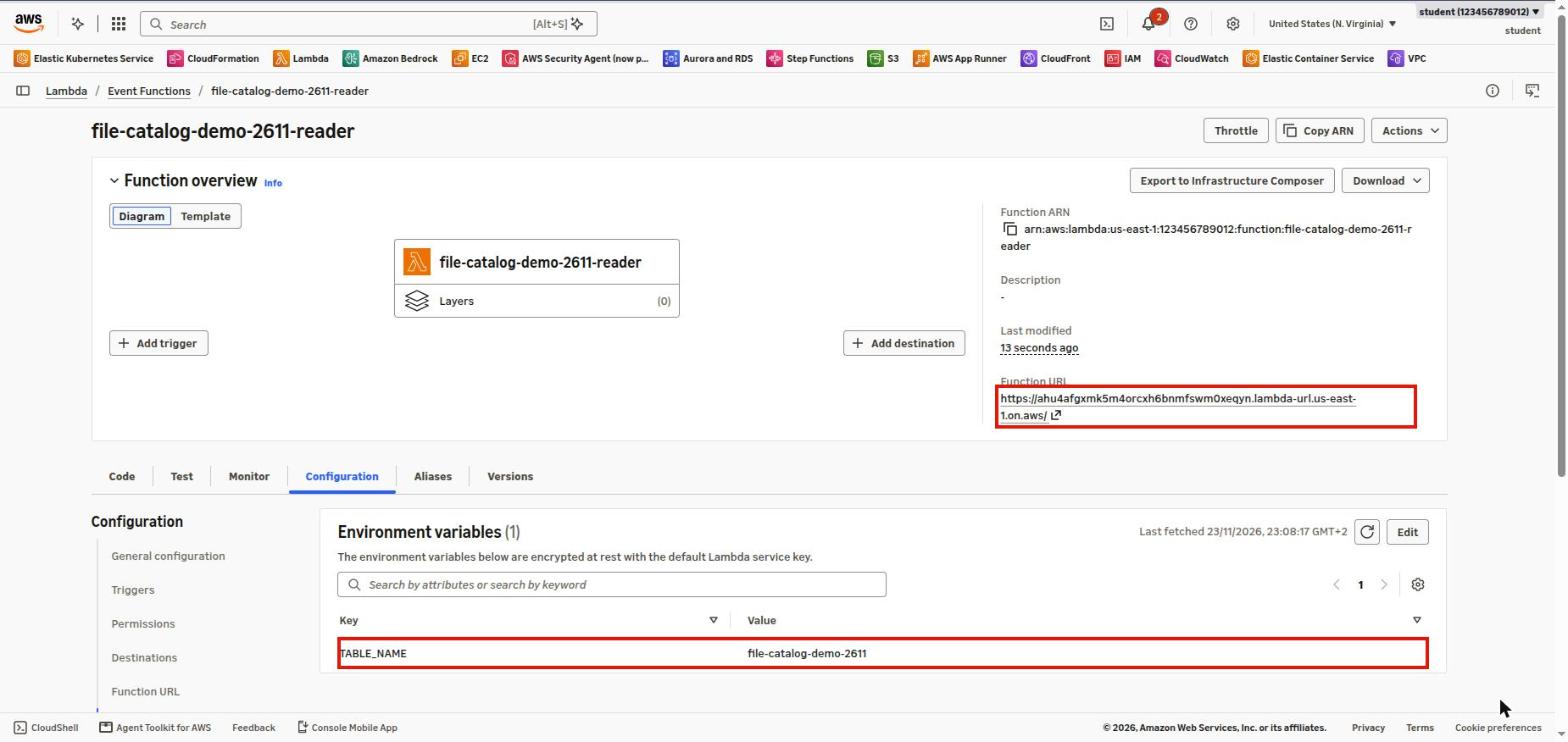 aws
Search [Alt+S]
2
United States (N. Virginia) ▼
student (123456789012) ▼
student
Elastic Kubernetes Service CloudFormation Lambda Amazon Bedrock EC2 AWS Security Agent (now p... Aurora and RDS Step Functions S3 AWS App Runner CloudFront IAM CloudWatch Elastic Container Service VPC
Lambda / Event Functions / file-catalog-demo-2611-reader
file-catalog-demo-2611-reader
Throttle Copy ARN Actions
Function overview Info
Export to Infrastructure Composer Download
Diagram Template
file-catalog-demo-2611-reader
Layers (0)
+ Add trigger
+ Add destination
Function ARN
arn:aws:lambda:us-east-1:123456789012:function:file-catalog-demo-2611-r
eader
Description
-
Last modified
13 seconds ago
Function URL
https://ahu4afgxmk5m4orcxh6bnmfswm0xeqyn.lambda-url.us-east-
1.on.aws/
Code Test Monitor Configuration Aliases Versions
Configuration
General configuration
Triggers
Permissions
Destinations
Function URL
Environment variables (1)
Last fetched 23/11/2026, 23:08:17 GMT+2
Edit
The environment variables below are encrypted at rest with the default Lambda service key.
Search by attributes or search by keyword
1
Key Value
TABLE_NAME file-catalog-demo-2611
CloudShell Agent Toolkit for AWS Feedback Console Mobile App
© 2026, Amazon Web Services, Inc. or its affiliates. Privacy Terms Cookie preferences